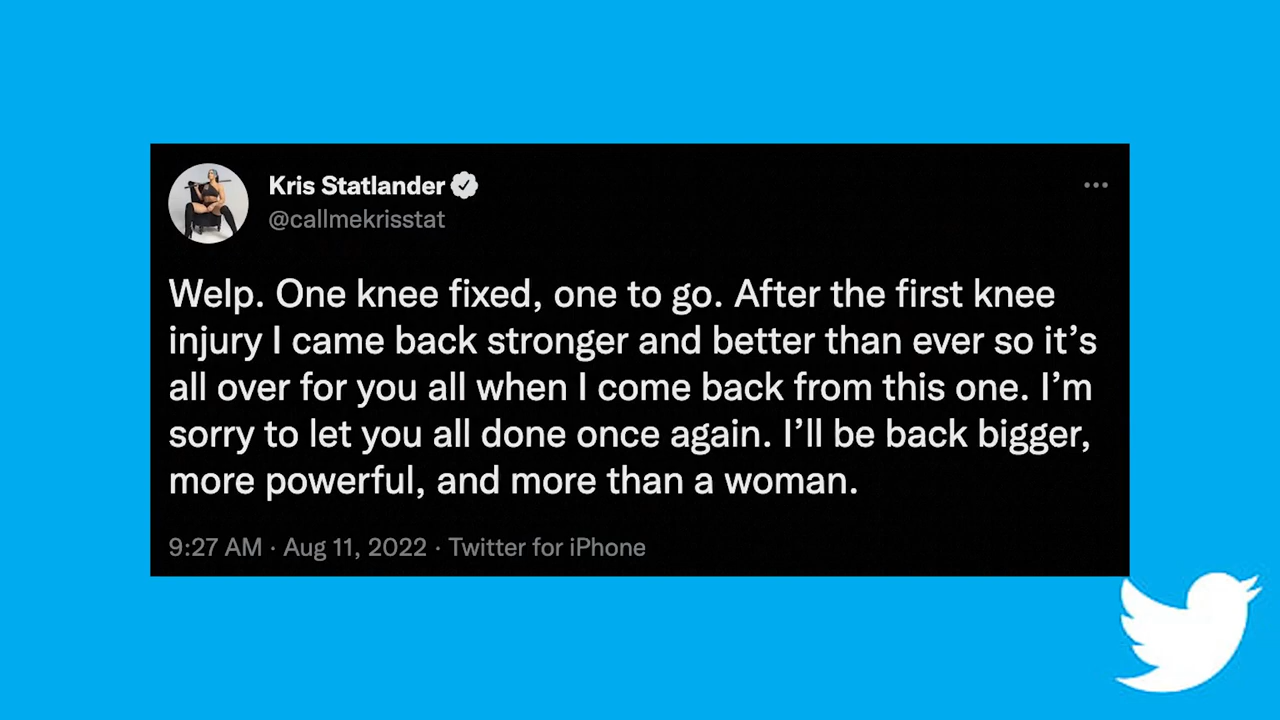 Kris Statlander
@callmekrisstat
Welp. One knee fixed, one to go. After the first knee
injury I came back stronger and better than ever so it’s
all over for you all when I come back from this one. I’m
sorry to let you all done once again. I’ll be back bigger,
more powerful, and more than a woman.
9:27 AM · Aug 11, 2022 · Twitter for iPhone